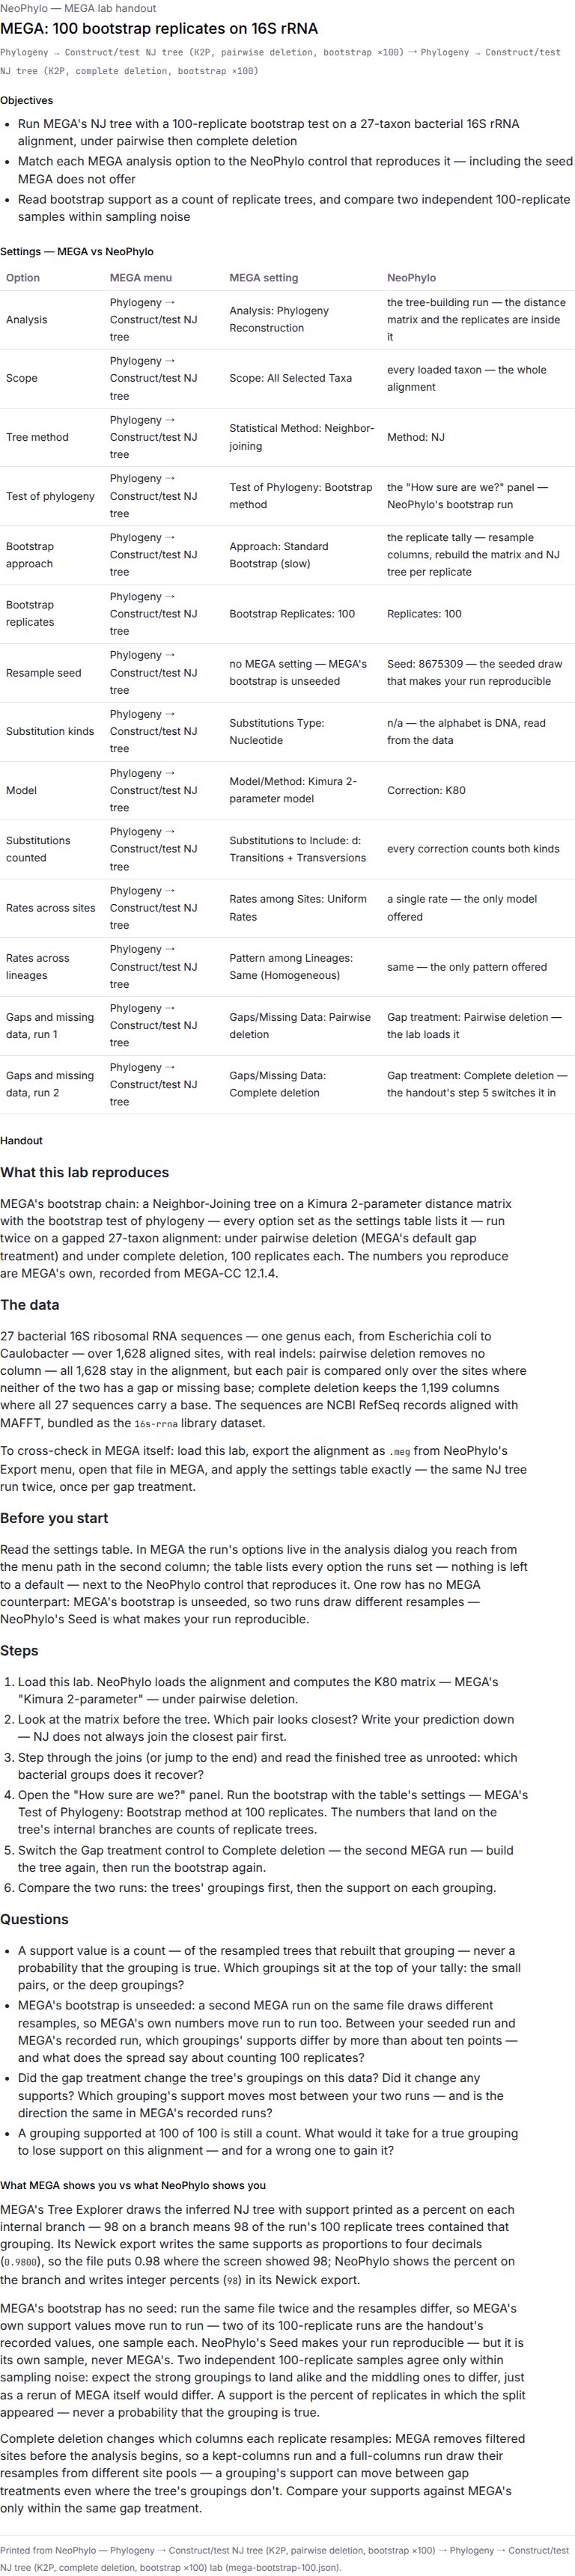 NeoPhylo — MEGA lab handout
MEGA: 100 bootstrap replicates on 16S rRNA
Phylogeny → Construct/test NJ tree (K2P, pairwise deletion, bootstrap ×100) → Phylogeny → Construct/test
NJ tree (K2P, complete deletion, bootstrap ×100)
Objectives
• Run MEGA's NJ tree with a 100-replicate bootstrap test on a 27-taxon bacterial 16S rRNA
alignment, under pairwise then complete deletion
• Match each MEGA analysis option to the NeoPhylo control that reproduces it — including the seed
MEGA does not offer
• Read bootstrap support as a count of replicate trees, and compare two independent 100-replicate
samples within sampling noise
Settings — MEGA vs NeoPhylo
Option MEGA menu MEGA setting NeoPhylo
Analysis
Phylogeny →
Construct/test NJ
tree
Analysis: Phylogeny
Reconstruction
the tree-building run — the distance
matrix and the replicates are inside
it
Scope
Phylogeny →
Construct/test NJ
tree
Scope: All Selected Taxa
every loaded taxon — the whole
alignment
Tree method
Phylogeny →
Construct/test NJ
tree
Statistical Method: Neighbor-
joining
Method: NJ
Test of phylogeny
Phylogeny →
Construct/test NJ
tree
Test of Phylogeny: Bootstrap
method
the "How sure are we?" panel —
NeoPhylo's bootstrap run
Bootstrap
approach
Phylogeny →
Construct/test NJ
tree
Approach: Standard
Bootstrap (slow)
the replicate tally — resample
columns, rebuild the matrix and NJ
tree per replicate
Bootstrap
replicates
Phylogeny →
Construct/test NJ
tree
Bootstrap Replicates: 100
Replicates: 100
Resample seed
Phylogeny →
Construct/test NJ
tree
no MEGA setting — MEGA's
bootstrap is unseeded
Seed: 8675309 — the seeded draw
that makes your run reproducible
Substitution kinds
Phylogeny →
Construct/test NJ
tree
Substitutions Type:
Nucleotide
n/a — the alphabet is DNA, read
from the data
Model
Phylogeny →
Construct/test NJ
tree
Model/Method: Kimura 2-
parameter model
Correction: K80
Substitutions
counted
Phylogeny →
Construct/test NJ
tree
Substitutions to Include: d:
Transitions + Transversions
every correction counts both kinds
Rates across sites
Phylogeny →
Construct/test NJ
tree
Rates among Sites: Uniform
Rates
a single rate — the only model
offered
Rates across
lineages
Phylogeny →
Construct/test NJ
tree
Pattern among Lineages:
Same (Homogeneous)
same — the only pattern offered
Gaps and missing
data, run 1
Phylogeny →
Construct/test NJ
tree
Gaps/Missing Data: Pairwise
deletion
Gap treatment: Pairwise deletion —
the lab loads it
Gaps and missing
data, run 2
Phylogeny →
Construct/test NJ
tree
Gaps/Missing Data:
Complete deletion
Gap treatment: Complete deletion —
the handout's step 5 switches it in
Handout
What this lab reproduces
MEGA's bootstrap chain: a Neighbor-Joining tree on a Kimura 2-parameter distance matrix
with the bootstrap test of phylogeny — every option set as the settings table lists it — run
twice on a gapped 27-taxon alignment: under pairwise deletion (MEGA's default gap
treatment) and under complete deletion, 100 replicates each. The numbers you reproduce
are MEGA's own, recorded from MEGA-CC 12.1.4.
The data
27 bacterial 16S ribosomal RNA sequences — one genus each, from Escherichia coli to
Caulobacter — over 1,628 aligned sites, with real indels: pairwise deletion removes no
column — all 1,628 stay in the alignment, but each pair is compared only over the sites where
neither of the two has a gap or missing base; complete deletion keeps the 1,199 columns
where all 27 sequences carry a base. The sequences are NCBI RefSeq records aligned with
MAFFT, bundled as the 16s-rrna library dataset.
To cross-check in MEGA itself: load this lab, export the alignment as .meg from NeoPhylo's
Export menu, open that file in MEGA, and apply the settings table exactly — the same NJ tree
run twice, once per gap treatment.
Before you start
Read the settings table. In MEGA the run's options live in the analysis dialog you reach from
the menu path in the second column; the table lists every option the runs set — nothing is left
to a default — next to the NeoPhylo control that reproduces it. One row has no MEGA
counterpart: MEGA's bootstrap is unseeded, so two runs draw different resamples —
NeoPhylo's Seed is what makes your run reproducible.
Steps
1. Load this lab. NeoPhylo loads the alignment and computes the K80 matrix — MEGA's
"Kimura 2-parameter" — under pairwise deletion.
2. Look at the matrix before the tree. Which pair looks closest? Write your prediction down
— NJ does not always join the closest pair first.
3. Step through the joins (or jump to the end) and read the finished tree as unrooted: which
bacterial groups does it recover?
4. Open the "How sure are we?" panel. Run the bootstrap with the table's settings — MEGA's
Test of Phylogeny: Bootstrap method at 100 replicates. The numbers that land on the
tree's internal branches are counts of replicate trees.
5. Switch the Gap treatment control to Complete deletion — the second MEGA run — build
the tree again, then run the bootstrap again.
6. Compare the two runs: the trees' groupings first, then the support on each grouping.
Questions
• A support value is a count — of the resampled trees that rebuilt that grouping — never a
probability that the grouping is true. Which groupings sit at the top of your tally: the small
pairs, or the deep groupings?
• MEGA's bootstrap is unseeded: a second MEGA run on the same file draws different
resamples, so MEGA's own numbers move run to run too. Between your seeded run and
MEGA's recorded run, which groupings' supports differ by more than about ten points —
and what does the spread say about counting 100 replicates?
• Did the gap treatment change the tree's groupings on this data? Did it change any
supports? Which grouping's support moves most between your two runs — and is the
direction the same in MEGA's recorded runs?
• A grouping supported at 100 of 100 is still a count. What would it take for a true grouping
to lose support on this alignment — and for a wrong one to gain it?
What MEGA shows you vs what NeoPhylo shows you
MEGA's Tree Explorer draws the inferred NJ tree with support printed as a percent on each
internal branch — 98 on a branch means 98 of the run's 100 replicate trees contained that
grouping. Its Newick export writes the same supports as proportions to four decimals
(0.9800), so the file puts 0.98 where the screen showed 98; NeoPhylo shows the percent on
the branch and writes integer percents (98) in its Newick export.
MEGA's bootstrap has no seed: run the same file twice and the resamples differ, so MEGA's
own support values move run to run — two of its 100-replicate runs are the handout's
recorded values, one sample each. NeoPhylo's Seed makes your run reproducible — but it is
its own sample, never MEGA's. Two independent 100-replicate samples agree only within
sampling noise: expect the strong groupings to land alike and the middling ones to differ, just
as a rerun of MEGA itself would differ. A support is the percent of replicates in which the split
appeared — never a probability that the grouping is true.
Complete deletion changes which columns each replicate resamples: MEGA removes filtered
sites before the analysis begins, so a kept-columns run and a full-columns run draw their
resamples from different site pools — a grouping's support can move between gap
treatments even where the tree's groupings don't. Compare your supports against MEGA's
only within the same gap treatment.
Printed from NeoPhylo — Phylogeny → Construct/test NJ tree (K2P, pairwise deletion, bootstrap ×100) → Phylogeny → Construct/test
NJ tree (K2P, complete deletion, bootstrap ×100) lab (mega-bootstrap-100.json).